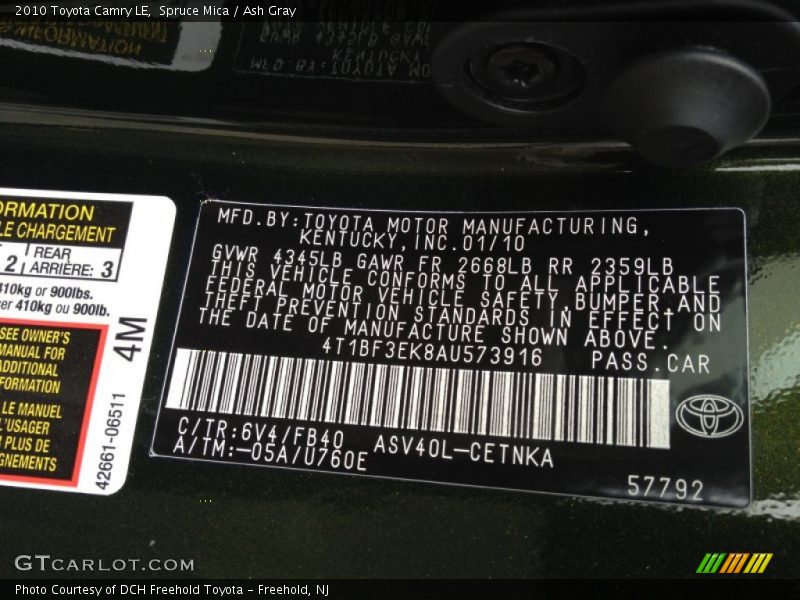 2010 Toyota Camry LE, Spruce Mica / Ash Gray
ORMATION
LE CHARGEMENT
2 REAR
ARRIÈRE: 3
410kg or 900lbs.
er 410kg ou 900lb.
SEE OWNER'S
MANUAL FOR
ADDITIONAL
FORMATION
LE MANUEL
L'USAGER
PLUS DE
GNEMENTS
4M
42661-06511
MFD.BY:TOYOTA MOTOR MANUFACTURING,
KENTUCKY,INC.01/10
GVWR 4345LB GAWR FR 2668LB RR 2359LB
THIS VEHICLE CONFORMS TO ALL APPLICABLE
FEDERAL MOTOR VEHICLE SAFETY,BUMPER,AND
THEFT PREVENTION STANDARDS IN EFFECT ON
THE DATE OF MANUFACTURE SHOWN ABOVE.
4T1BF3EK8AU573916 PASS.CAR
C/TR:6V4/FB40 ASV40L-CETNKA
A/TM:-05A/U760E
57792
GTCARLOT.COM
Photo Courtesy of DCH Freehold Toyota - Freehold, NJ